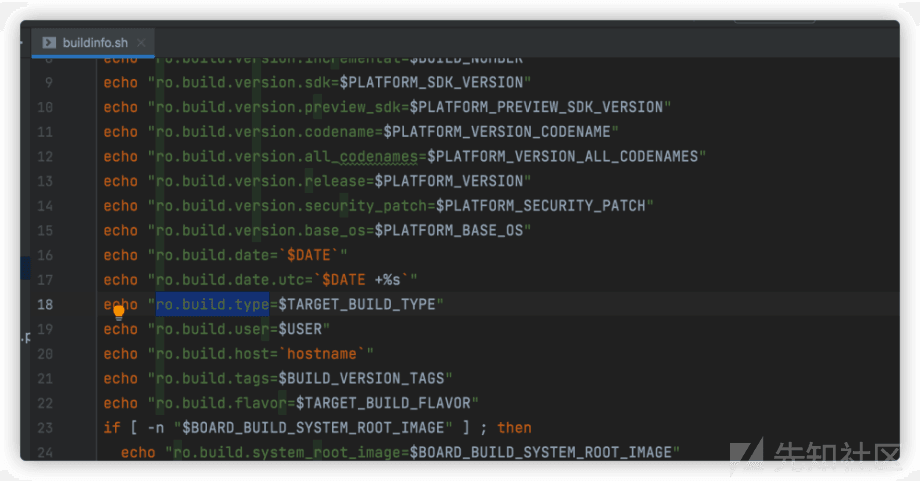 buildinfo.sh
8 echo "ro.build.version.incremental=$BUILD_NUMBER"
9 echo "ro.build.version.sdk=$PLATFORM_SDK_VERSION"
10 echo "ro.build.version.preview_sdk=$PLATFORM_PREVIEW_SDK_VERSION"
11 echo "ro.build.version.codename=$PLATFORM_VERSION_CODENAME"
12 echo "ro.build.version.all_codenames=$PLATFORM_VERSION_ALL_CODENAMES"
13 echo "ro.build.version.release=$PLATFORM_VERSION"
14 echo "ro.build.version.security_patch=$PLATFORM_SECURITY_PATCH"
15 echo "ro.build.version.base_os=$PLATFORM_BASE_OS"
16 echo "ro.build.date=`$DATE`"
17 echo "ro.build.date.utc=`$DATE +%s`"
18 echo "ro.build.type=$TARGET_BUILD_TYPE"
.p 19 echo "ro.build.user=$USER"
20 echo "ro.build.host=`hostname`"
21 echo "ro.build.tags=$BUILD_VERSION_TAGS"
22 echo "ro.build.flavor=$TARGET_BUILD_FLAVOR"
23 if [ -n "$BOARD_BUILD_SYSTEM_ROOT_IMAGE" ] ; then
24 echo "ro.build.system_root_image=$BOARD_BUILD_SYSTEM_ROOT_IMAGE"
先知社区